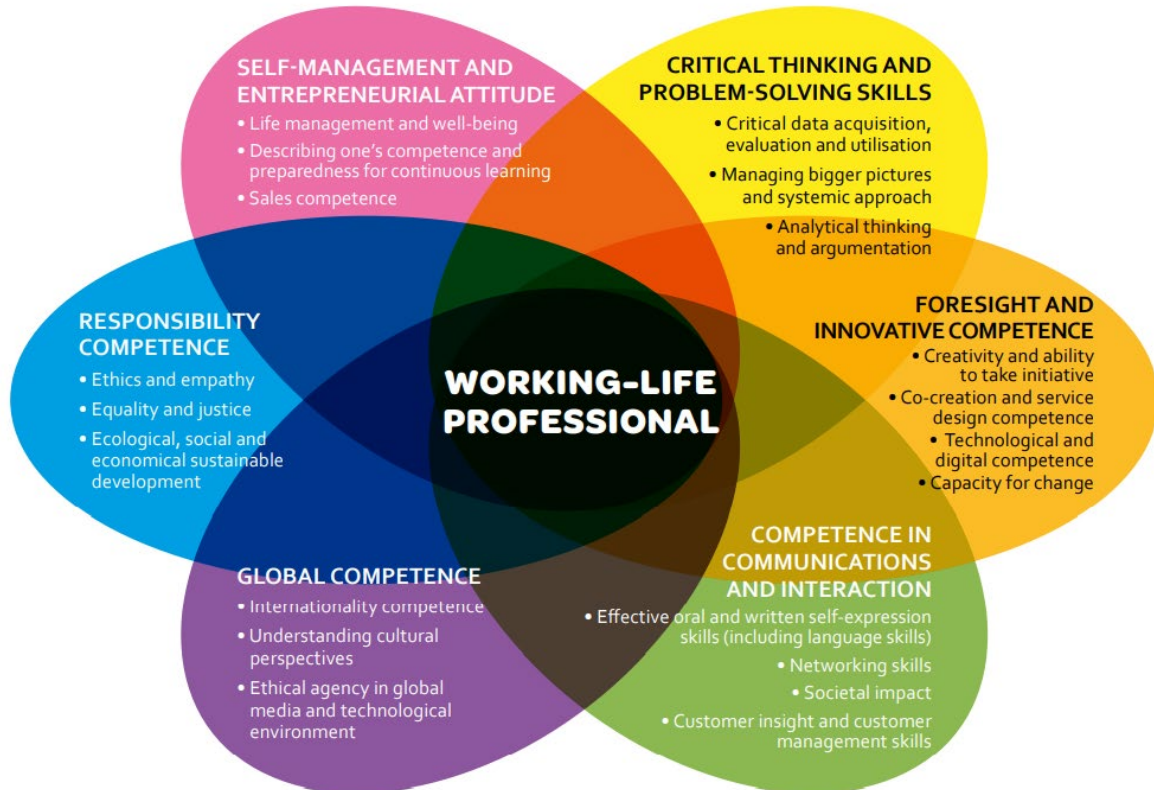 SELF-MANAGEMENT AND
ENTREPRENEURIAL ATTITUDE
• Life management and well-being
• Describing one's competence and
preparedness for continuous learning
• Sales competence
CRITICAL THINKING AND
PROBLEM-SOLVING SKILLS
• Critical data acquisition,
evaluation and utilisation
• Managing bigger pictures
and systemic approach
• Analytical thinking
and argumentation
RESPONSIBILITY
COMPETENCE
• Ethics and empathy
• Equality and justice
• Ecological, social and
economical sustainable
development
WORKING-LIFE
PROFESSIONAL
FORESIGHT AND
INNOVATIVE COMPETENCE
• Creativity and ability
to take initiative
• Co-creation and service
design competence
• Technological and
digital competence
• Capacity for change
GLOBAL COMPETENCE
• Internationality competence
• Understanding cultural
perspectives
• Ethical agency in global
media and technological
environment
COMPETENCE IN
COMMUNICATIONS
AND INTERACTION
• Effective oral and written self-expression
skills (including language skills)
• Networking skills
• Societal impact
• Customer insight and customer
management skills